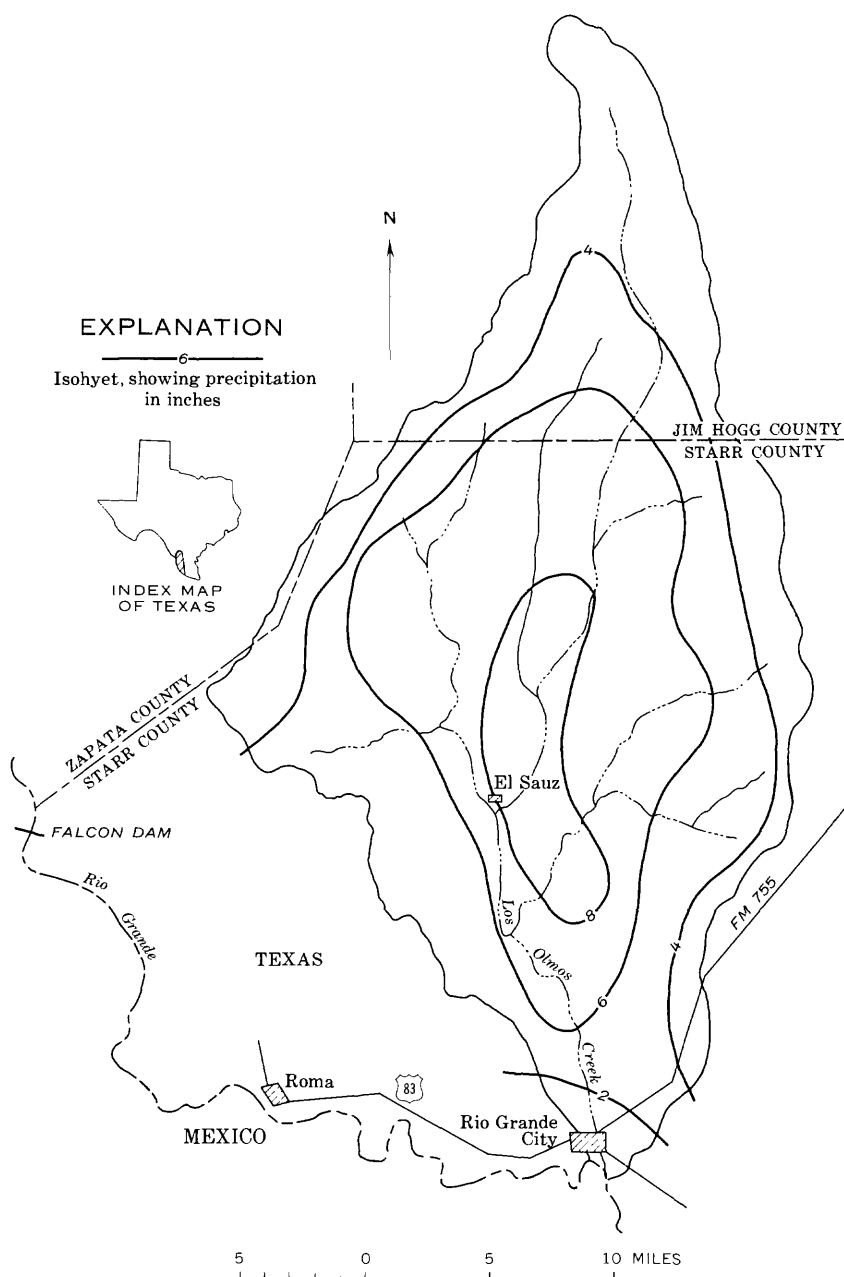 N
4
EXPLANATION
6
Isohyet, showing precipitation
in inches
JIM HOGG COUNTY
STARR COUNTY
INDEX MAP
OF TEXAS
ZAPATA COUNTY
STARR COUNTY
El Sauz
FALCON DAM
Rio
Grande
Los
8
FM 755
4
TEXAS
Olmos
6
Creek
2
Roma
83
Rio Grande
City
MEXICO
5 0 5 10 MILES